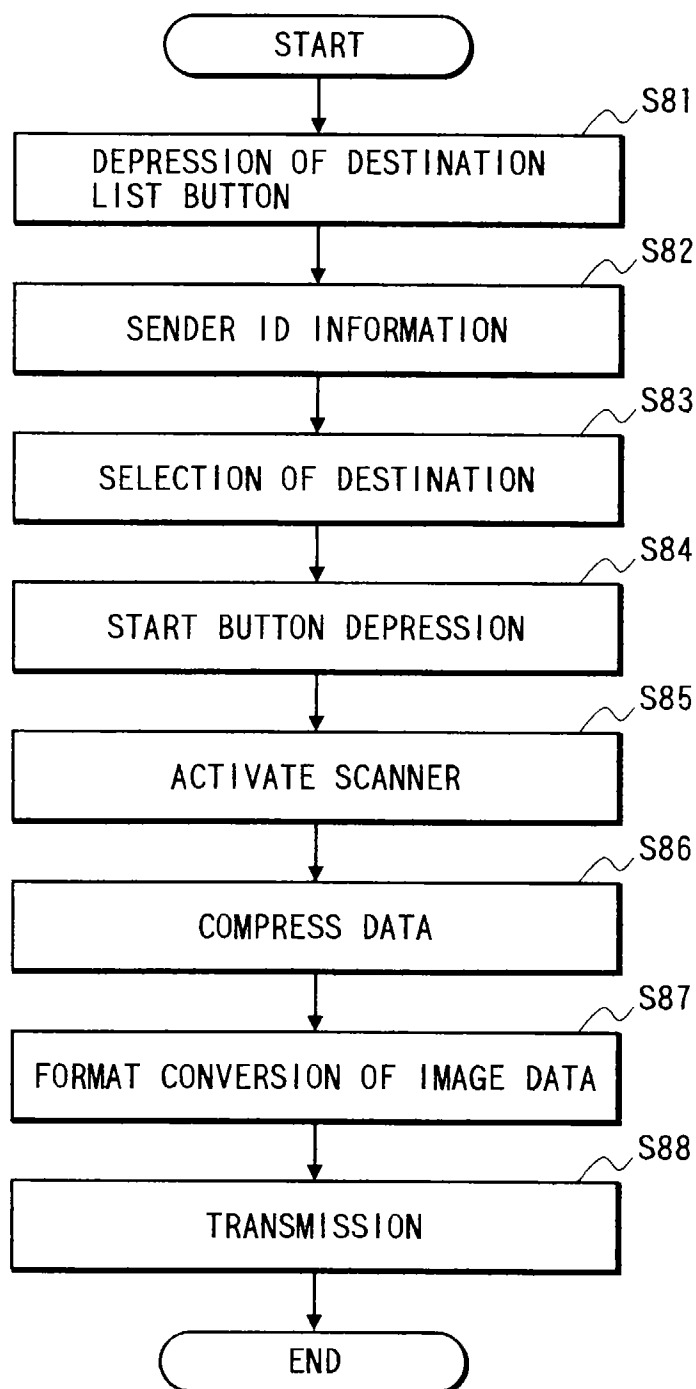 START
S81
DEPRESSION OF DESTINATION
LIST BUTTON
S82
SENDER ID INFORMATION
S83
SELECTION OF DESTINATION
S84
START BUTTON DEPRESSION
S85
ACTIVATE SCANNER
S86
COMPRESS DATA
S87
FORMAT CONVERSION OF IMAGE DATA
S88
TRANSMISSION
END